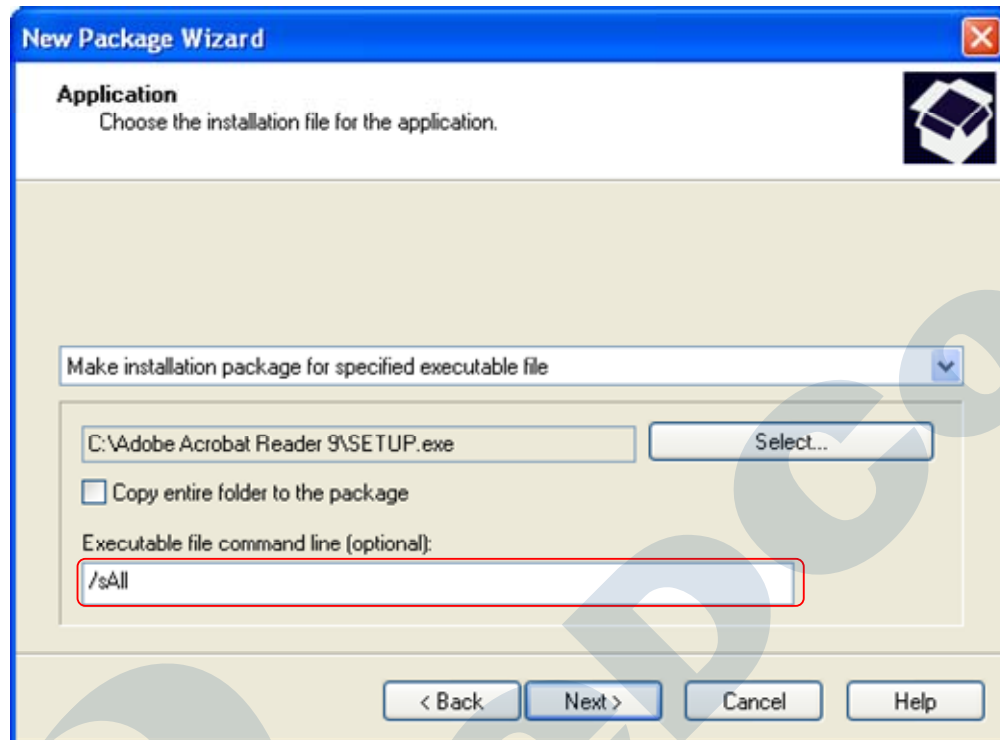 New Package Wizard
Application
Choose the installation file for the application.
Make installation package for specified executable file
C:\Adobe Acrobat Reader 9\SETUP.exe
Select...
Copy entire folder to the package
Executable file command line (optional):
/sAll
< Back
Next >
Cancel
Help